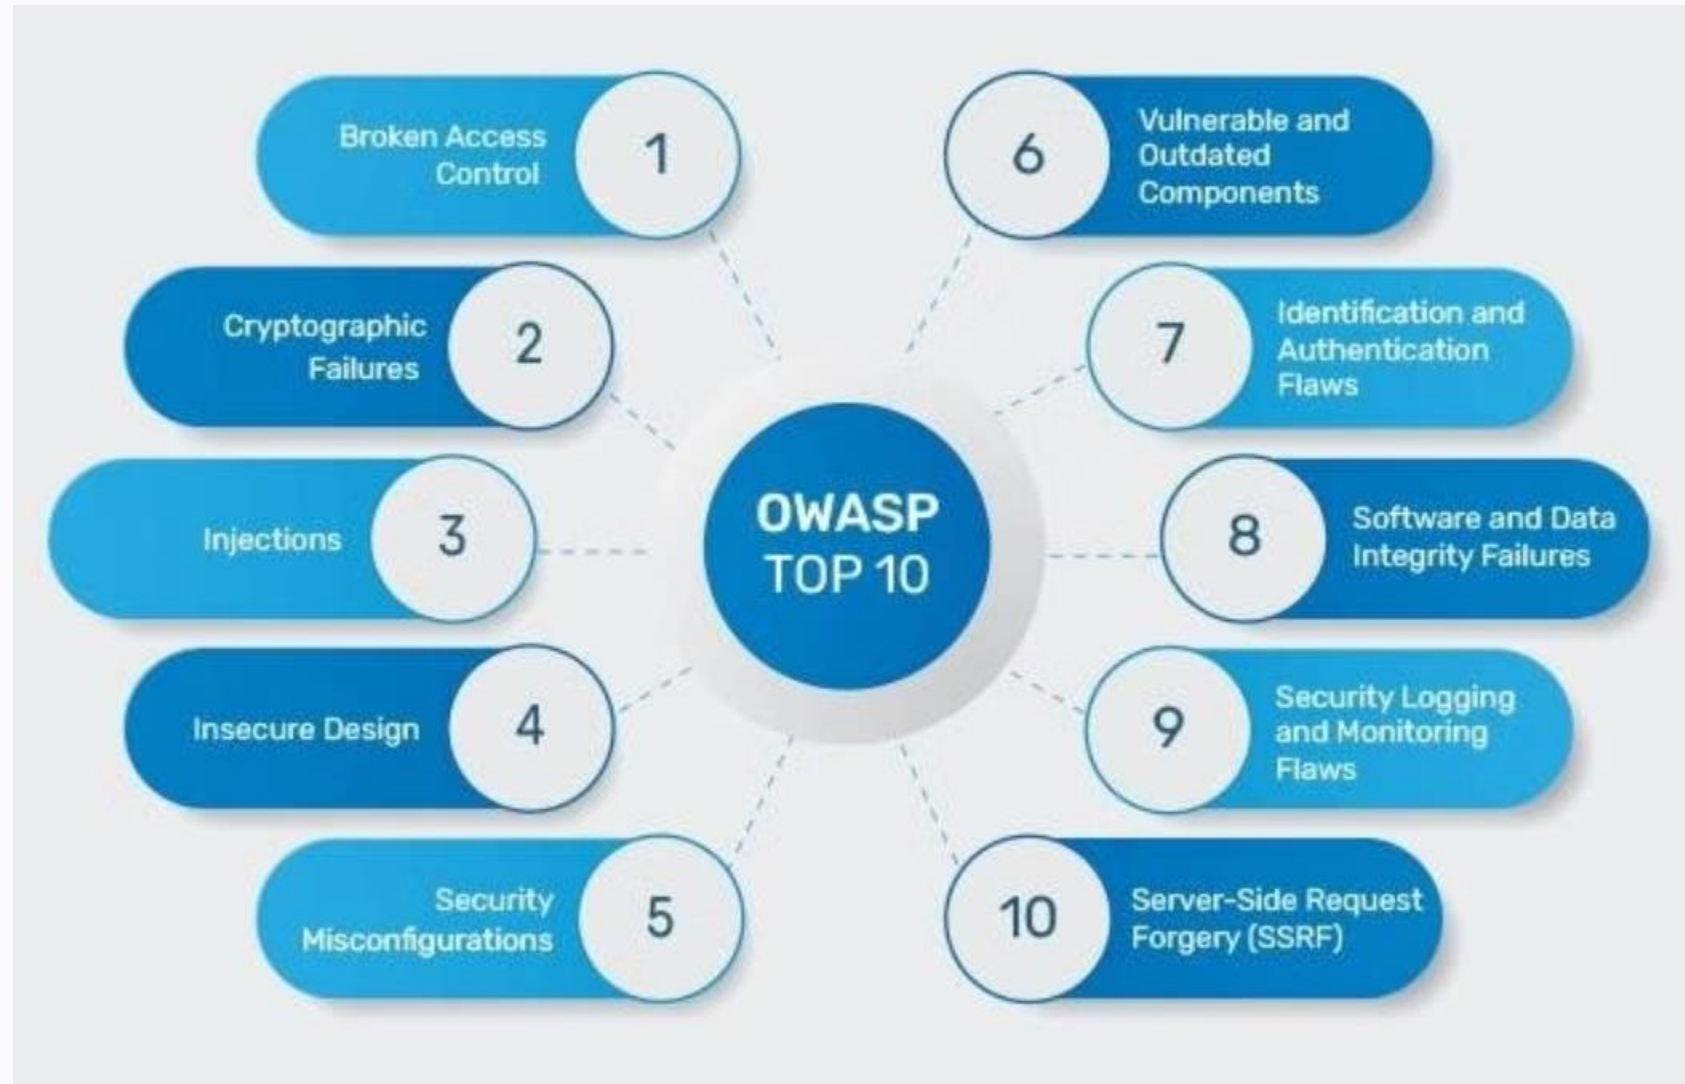 Broken Access
Control
1
Cryptographic
Failures
2
Injections
3
Insecure Design
4
Security
Misconfigurations
5
OWASP
TOP 10
6
Vulnerable and
Outdated
Components
7
Identification and
Authentication
Flaws
8
Software and Data
Integrity Failures
9
Security Logging
and Monitoring
Flaws
10
Server-Side Request
Forgery (SSRF)